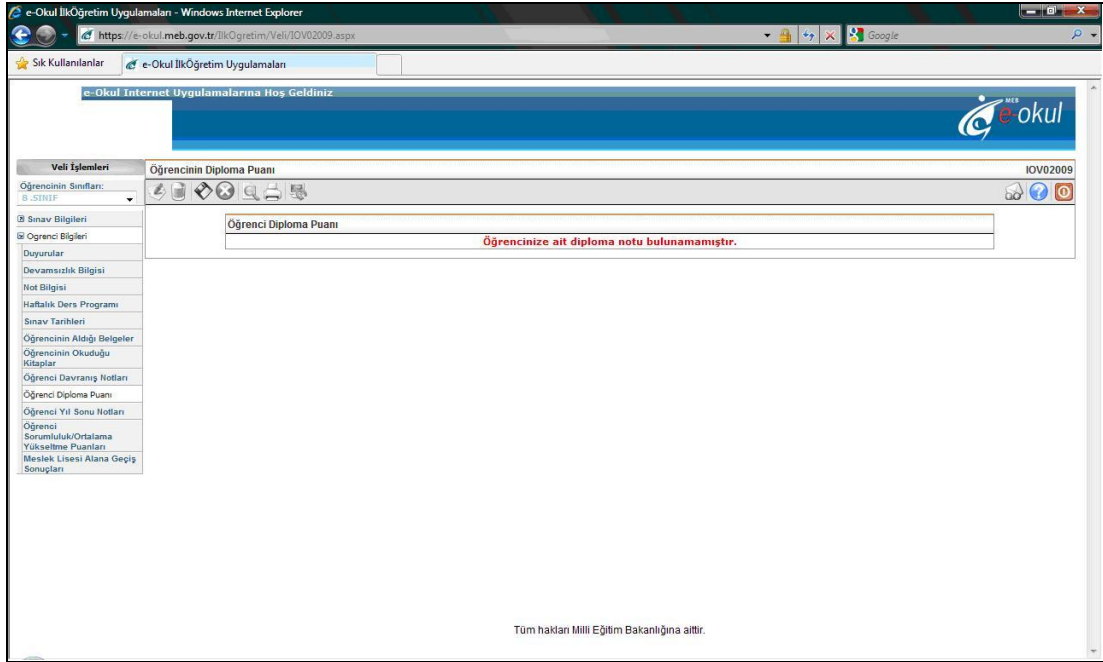 e-Okul İlkÖğretim Uygulamaları - Windows Internet Explorer
https://e-okul.meb.gov.tr/IlkOgretim/Veli/IOV02009.aspx
Google
Sık Kullanılanlar
e-Okul İlkÖğretim Uygulamaları
e-Okul Internet Uygulamalarına Hoş Geldiniz
MEB
e-okul
Veli İşlemleri
Öğrencinin Diploma Puanı
IOV02009
Öğrencinin Sınıfları:
8.SINIF
Sınav Bilgileri
Öğrenci Diploma Puanı
Ogrenci Bilgileri
Öğrencinize ait diploma notu bulunamamıştır.
Duyurular
Devamsızlık Bilgisi
Not Bilgisi
Haftalık Ders Programı
Sınav Tarihleri
Öğrencinin Aldığı Belgeler
Öğrencinin Okuduğu
Kitaplar
Öğrenci Davranış Notları
Öğrenci Diploma Puanı
Öğrenci Yıl Sonu Notları
Öğrenci
Sorumluluk/Ortalama
Yükseltme Puanları
Meslek Lisesi Alana Geçiş
Sonuçları
Tüm hakları Milli Eğitim Bakanlığına aittir.